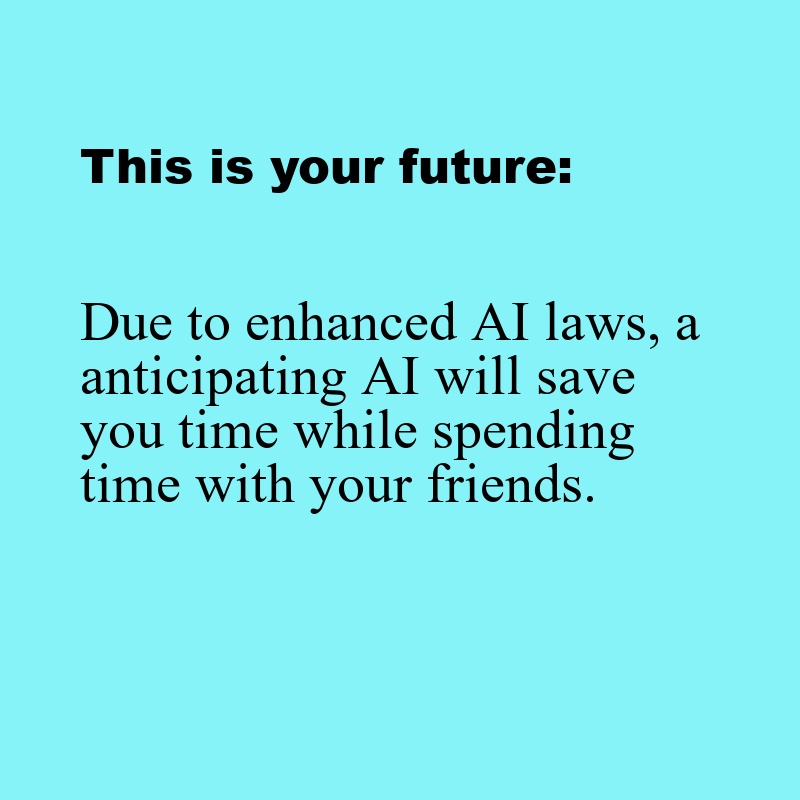 This is your future:
Due to enhanced AI laws, a
anticipating AI will save
you time while spending
time with your friends.